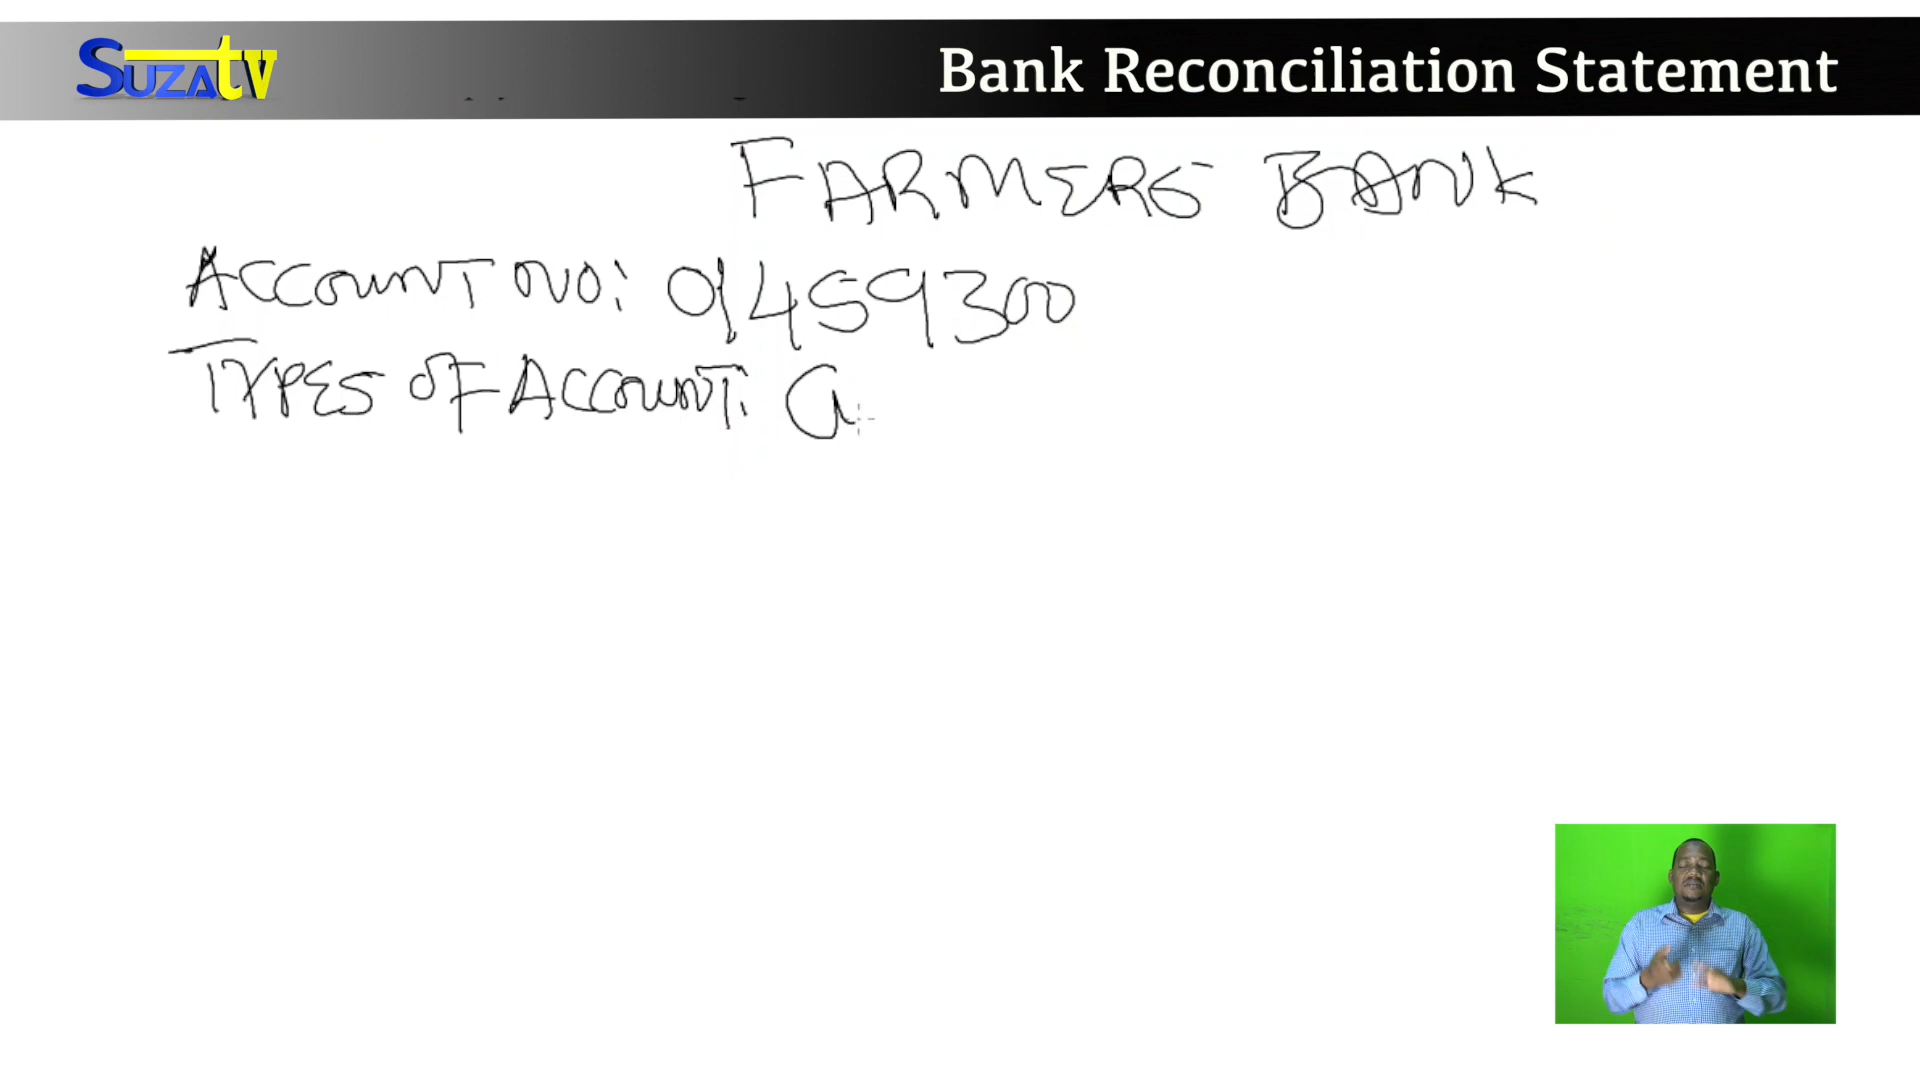 SUZAtv
Bank Reconciliation Statement
FARMERS BANK
ACCOUNT NO: 01459300
TYPES OF ACCOUNT: